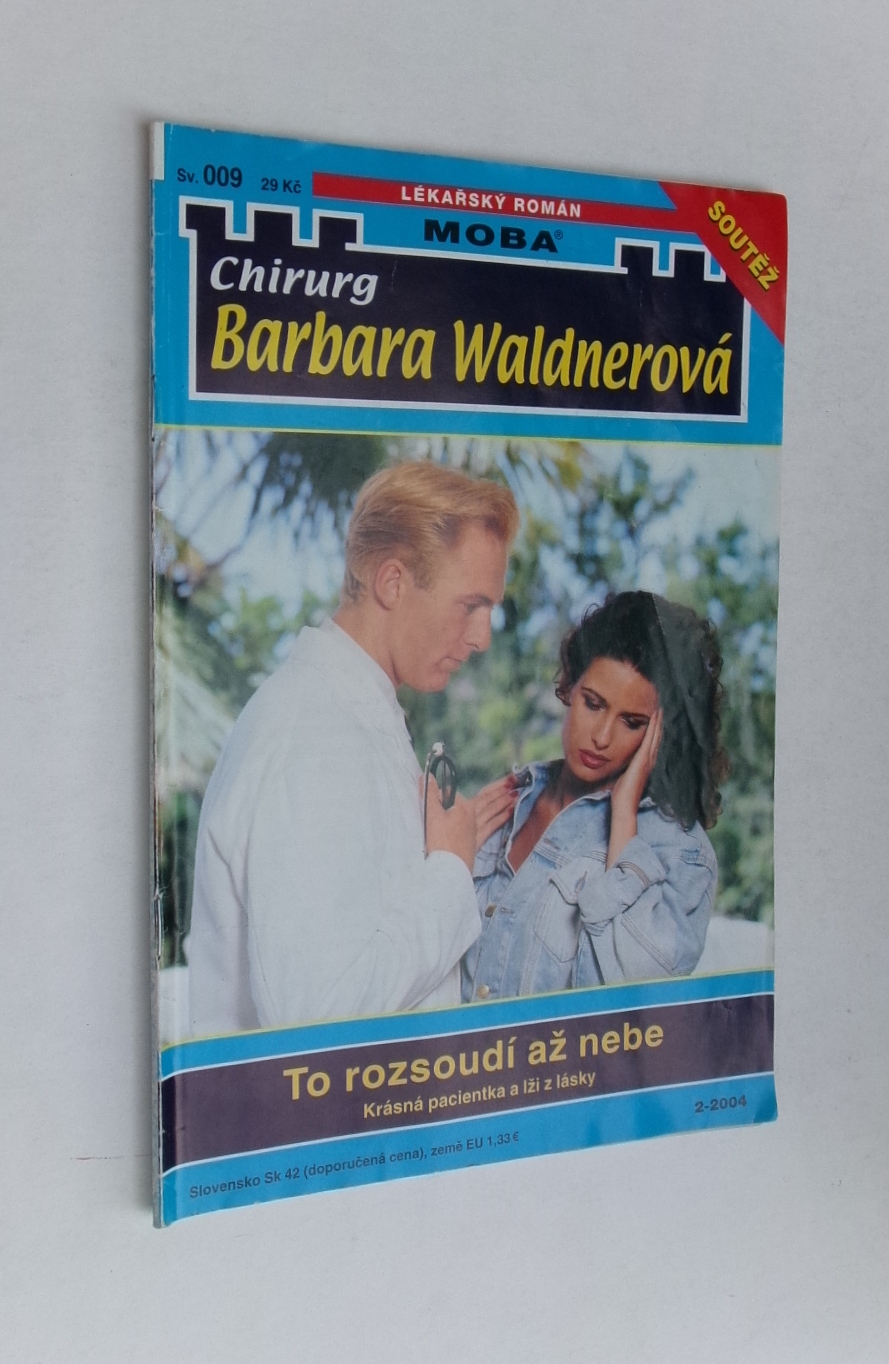 Sv. 009 29 Kč
LÉKAŘSKÝ ROMÁN
SOUTĚŽ
MOBA®
Chirurg
Barbara Waldnerová
To rozsoudí až nebe
Krásná pacientka a lži z lásky
2-2004
Slovensko Sk 42 (doporučená cena), země EU 1,33 €